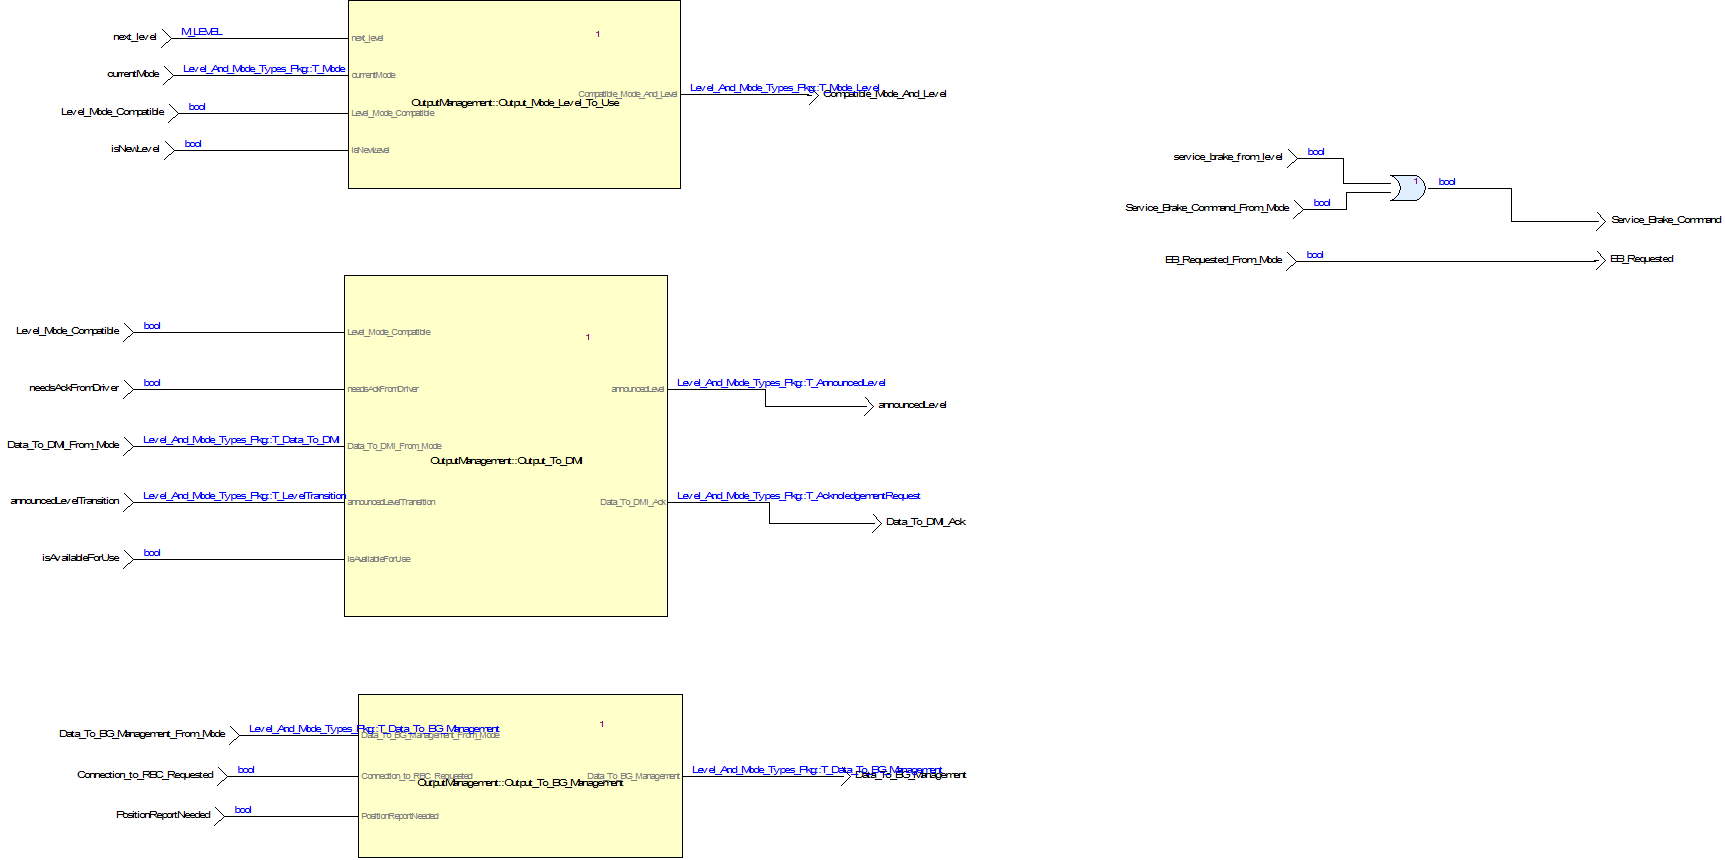 next_level
M_LEVEL
next_level
1
currentMode
Level_And_Mode_Types_Pkg::T_Mode
currentMode
Level_Mode_Compatible
bool
Level_Mode_Compatible
OutputManagement::Output_Mode_Level_To_Use
Compatible_Mode_And_Level
Level_And_Mode_Types_Pkg::T_Mode_Level
Compatible_Mode_And_Level
isNewLevel
bool
isNewLevel
service_brake_from_level
bool
1
bool
Service_Brake_Command_From_Mode
bool
Service_Brake_Command
EB_Requested_From_Mode
bool
EB_Requested
Level_Mode_Compatible
bool
Level_Mode_Compatible
1
needsAckFromDriver
bool
needsAckFromDriver
announcedLevel
Level_And_Mode_Types_Pkg::T_AnnouncedLevel
announcedLevel
Data_To_DMI_From_Mode
Level_And_Mode_Types_Pkg::T_Data_To_DMI
Data_To_DMI_From_Mode
OutputManagement::Output_To_DMI
announcedLevelTransition
Level_And_Mode_Types_Pkg::T_LevelTransition
announcedLevelTransition
Data_To_DMI_Ack
Level_And_Mode_Types_Pkg::T_AcknoledgementRequest
Data_To_DMI_Ack
isAvailableForUse
bool
isAvailableForUse
Data_To_BG_Management_From_Mode
Level_And_Mode_Types_Pkg::T_Data_To_BG_Management
Data_To_BG_Management_From_Mode
1
Connection_to_RBC_Requested
bool
Connection_to_RBC_Requested
OutputManagement::Output_To_BG_Management
Data_To_BG_Management
Level_And_Mode_Types_Pkg::T_Data_To_BG_Management
Data_To_BG_Management
PositionReportNeeded
bool
PositionReportNeeded